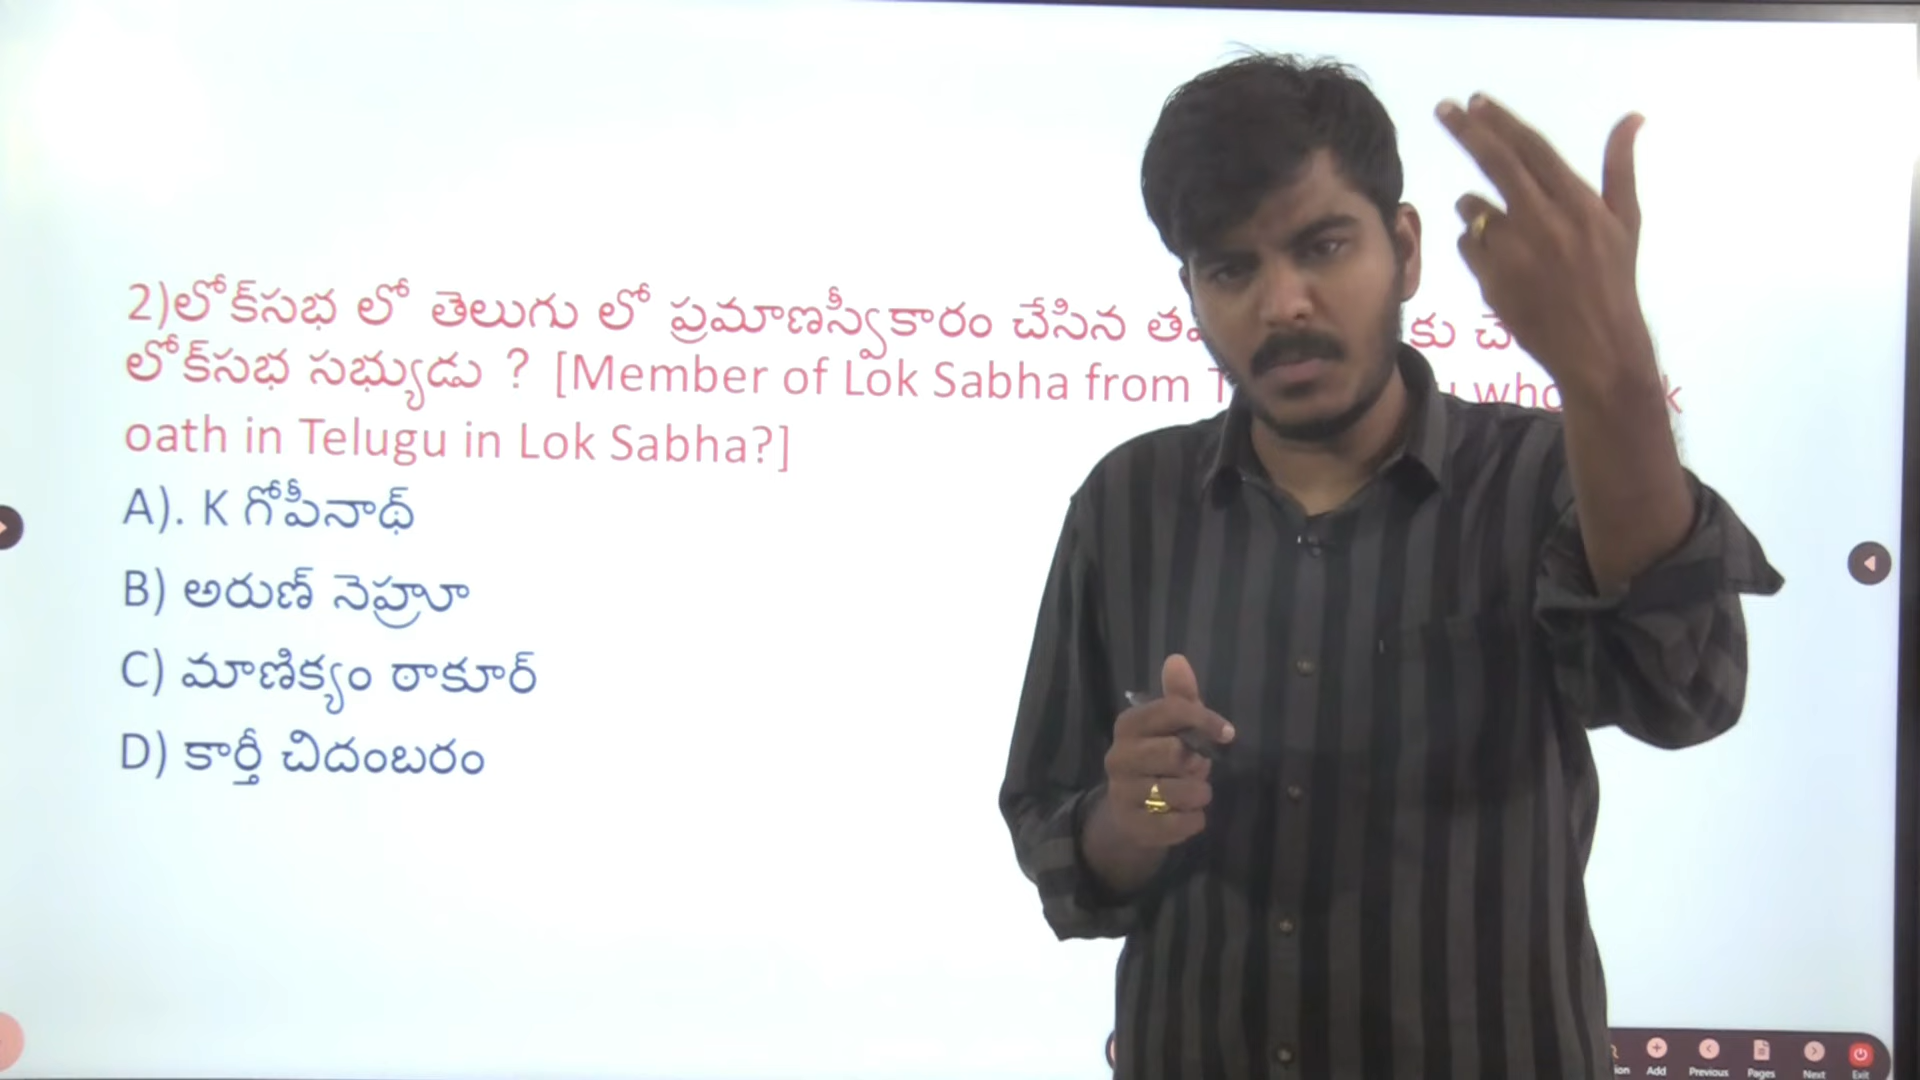 2)లోక్‌సభ లో తెలుగు లో ప్రమాణస్వీకారం చేసిన కు
లోక్‌సభ సభ్యుడు ? [Member of Lok Sabha from
oath in Telugu in Lok Sabha?]
A). K గోపీనాథ్
B) అరుణ్ నెహ్రూ
C) మాణిక్యం ఠాకూర్
D) కార్తీ చిదంబరం
Add Previous Pages Next Exit